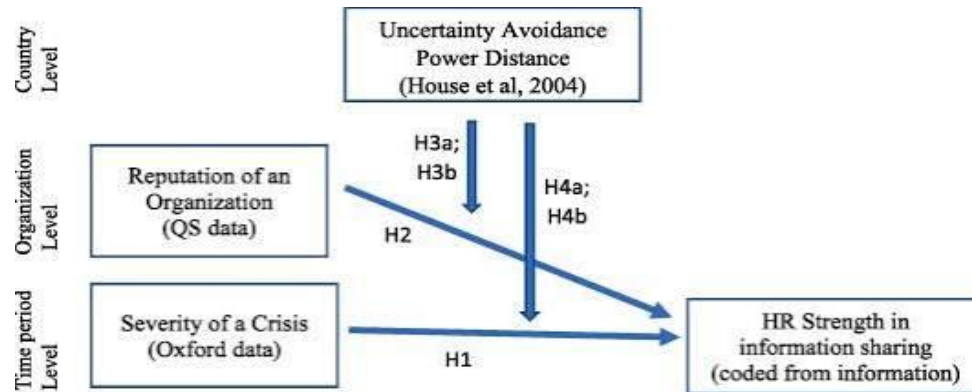 Country
Level
Uncertainty Avoidance
Power Distance
(House et al, 2004)
H3a;
H3b
H4a;
H4b
Organization
Level
Reputation of an
Organization
(QS data)
H2
Time period
Level
Severity of a Crisis
(Oxford data)
H1
HR Strength in
information sharing
(coded from information)